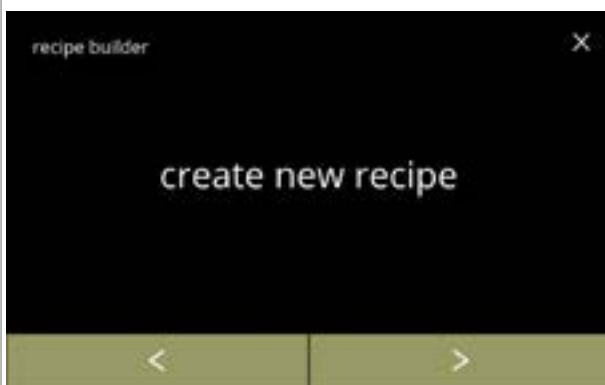 recipe builder
×
create new recipe
< >